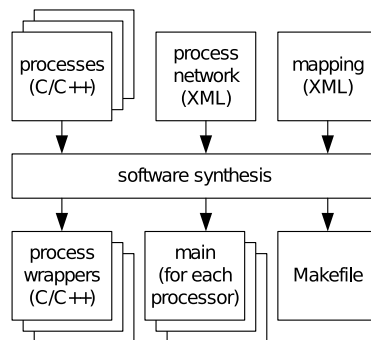 processes
(C/C++)
process
network
(XML)
mapping
(XML)
software synthesis
process
wrappers
(C/C++)
main
(for each
processor)
Makefile